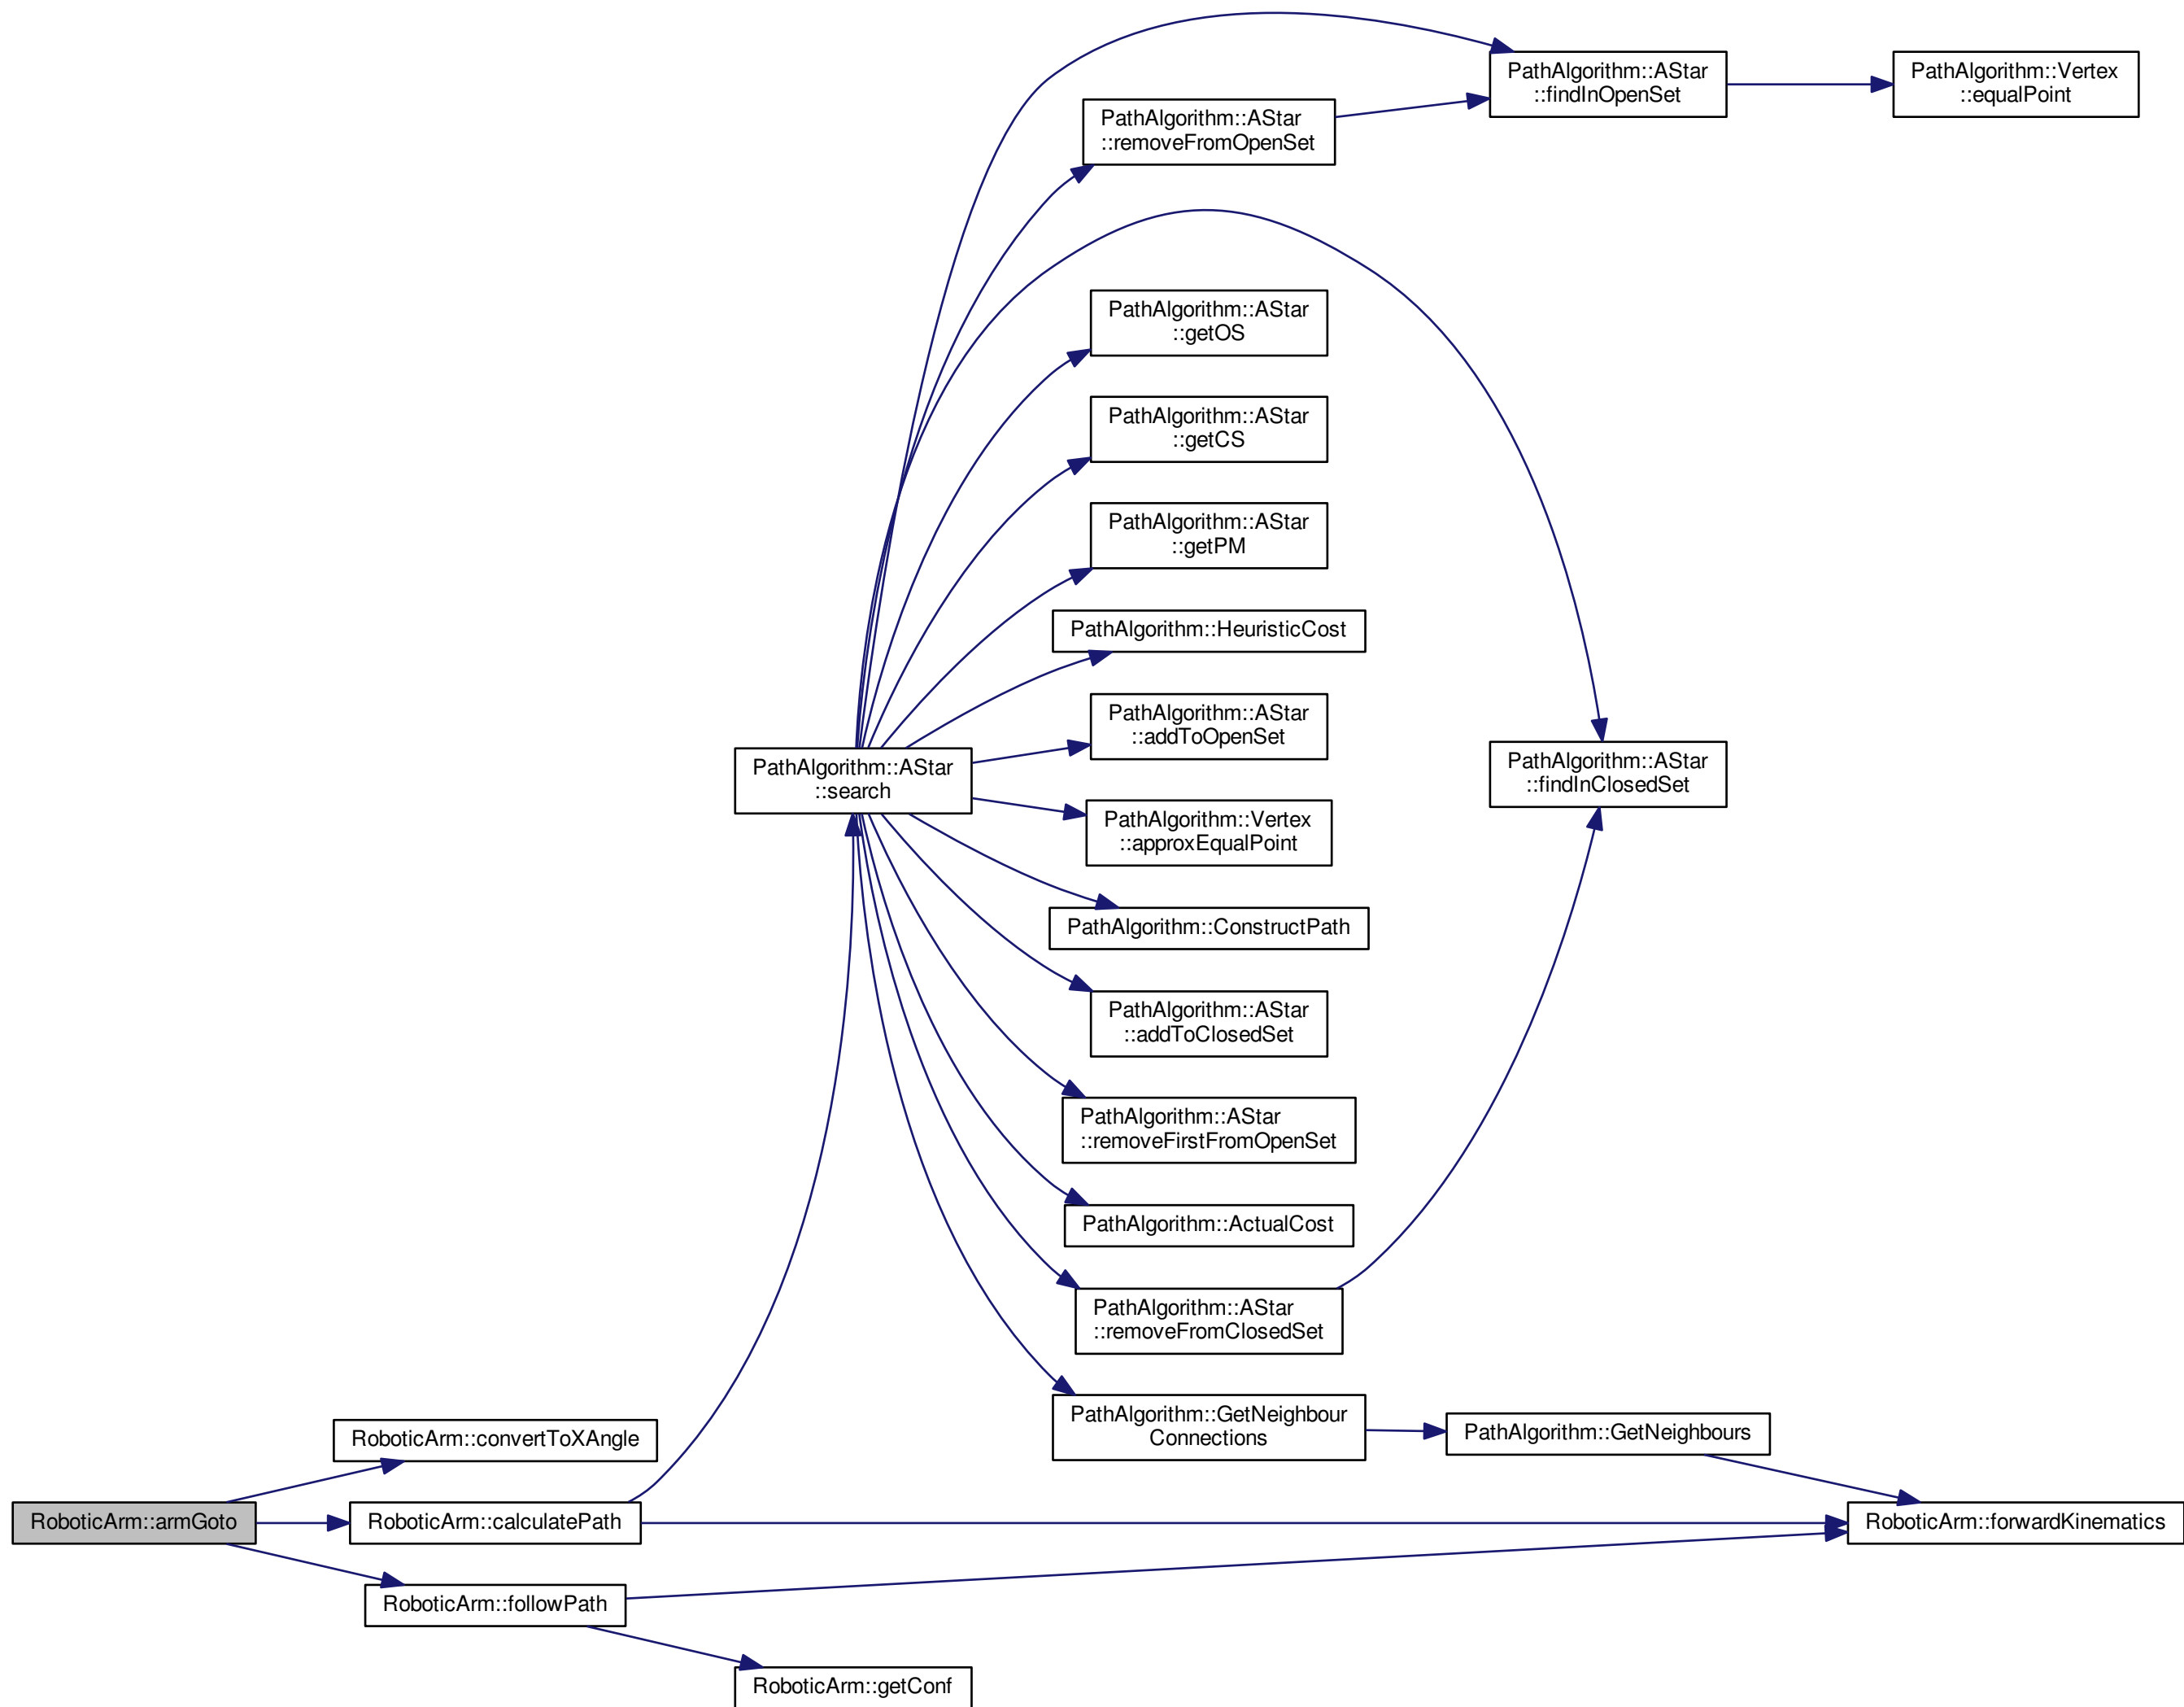 PathAlgorithm::AStar
::findInOpenSet
PathAlgorithm::Vertex
::equalPoint
PathAlgorithm::AStar
::removeFromOpenSet
PathAlgorithm::AStar
::getOS
PathAlgorithm::AStar
::getCS
PathAlgorithm::AStar
::getPM
PathAlgorithm::HeuristicCost
PathAlgorithm::AStar
::addToOpenSet
PathAlgorithm::AStar
::search
PathAlgorithm::AStar
::findInClosedSet
PathAlgorithm::Vertex
::approxEqualPoint
PathAlgorithm::ConstructPath
PathAlgorithm::AStar
::addToClosedSet
PathAlgorithm::AStar
::removeFirstFromOpenSet
PathAlgorithm::ActualCost
PathAlgorithm::AStar
::removeFromClosedSet
PathAlgorithm::GetNeighbour
Connections
PathAlgorithm::GetNeighbours
RoboticArm::convertToXAngle
RoboticArm::armGoto
RoboticArm::calculatePath
RoboticArm::forwardKinematics
RoboticArm::followPath
RoboticArm::getConf